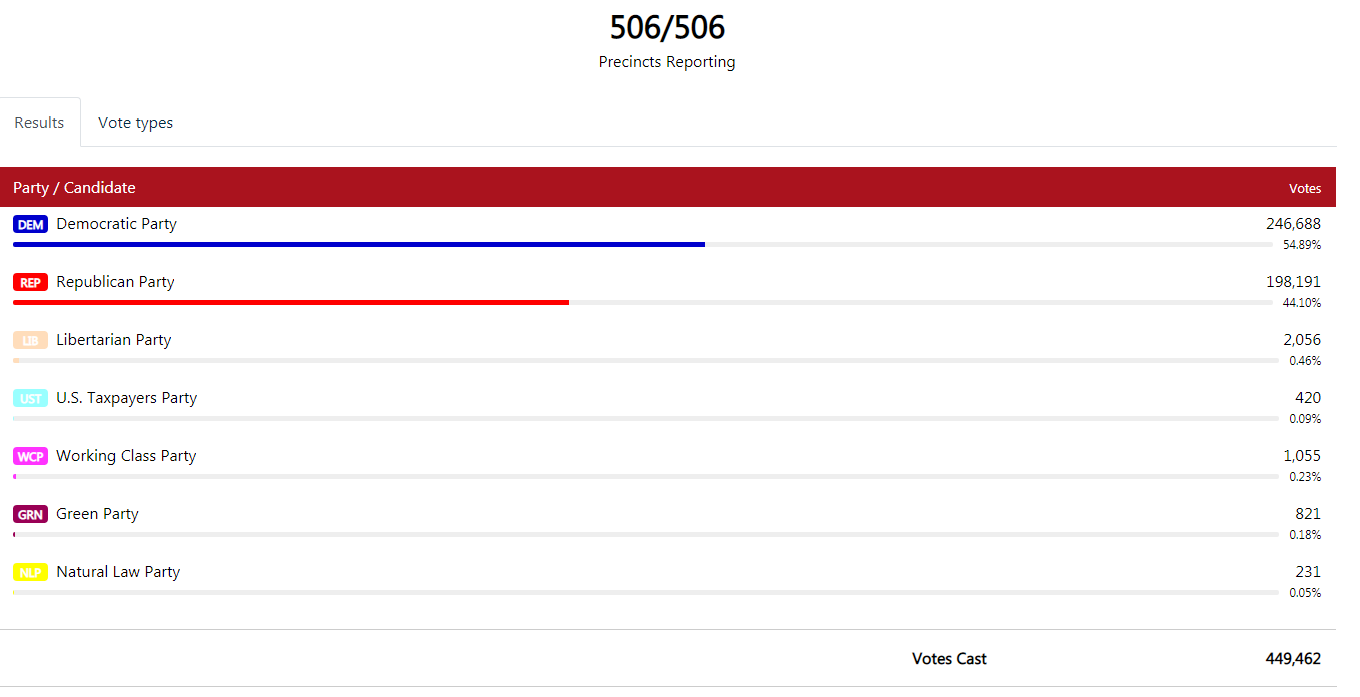 506/506
Precincts Reporting
Results Vote types
Party / Candidate Votes
DEM Democratic Party 246,688
54.89%
REP Republican Party 198,191
44.10%
LIB Libertarian Party 2,056
0.46%
UST U.S. Taxpayers Party 420
0.09%
WCP Working Class Party 1,055
0.23%
GRN Green Party 821
0.18%
NLP Natural Law Party 231
0.05%
Votes Cast 449,462